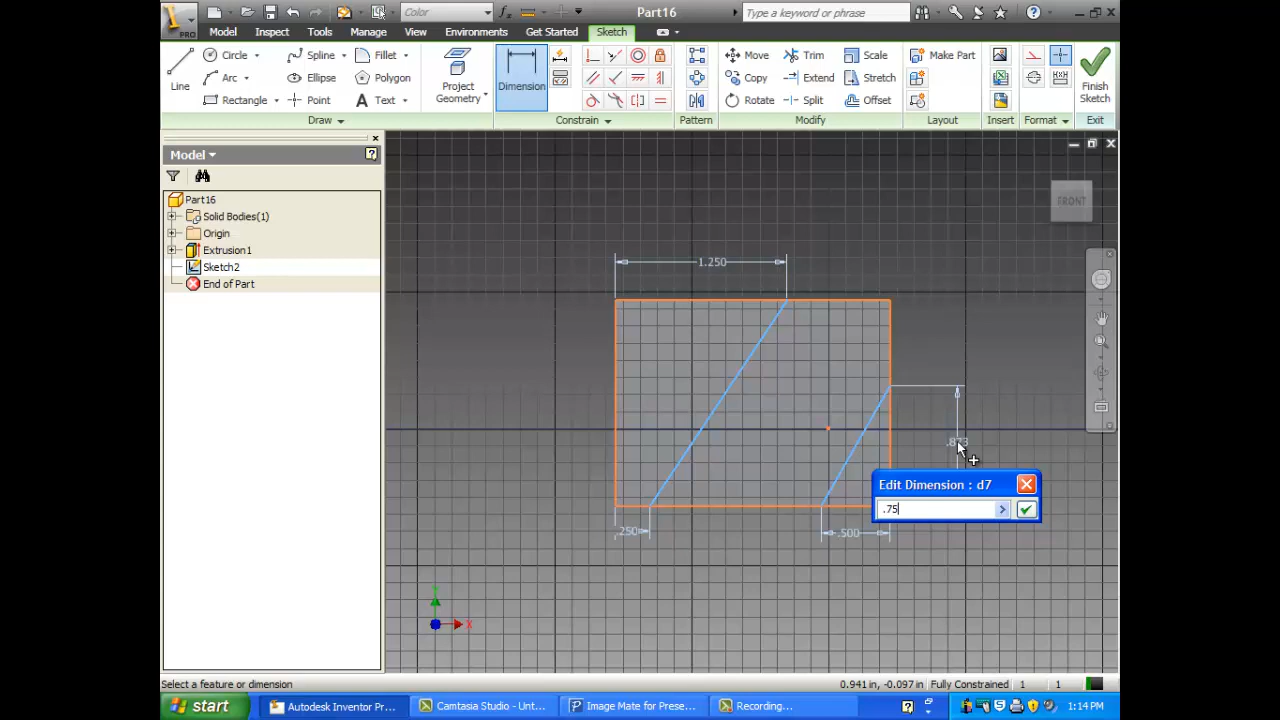 PRO
Color
Part16
Type a keyword or phrase
Model
Inspect
Tools
Manage
View
Environments
Get Started
Sketch
Line
Circle
Arc
Rectangle
Spline
Ellipse
Point
Fillet
Polygon
Text
Project
Geometry
Dimension
Move
Copy
Rotate
Trim
Extend
Split
Scale
Stretch
Offset
Make Part
Finish
Sketch
Draw
Constrain
Pattern
Modify
Layout
Insert
Format
Exit
Model
Part16
Solid Bodies(1)
Origin
Extrusion1
Sketch2
End of Part
FRONT
1.250
.250
.500
Edit Dimension : d7
.75
X
Select a feature or dimension
0.941 in, -0.097 in
Fully Constrained
1
1
start
Autodesk Inventor Pr...
Camtasia Studio - Unt...
Image Mate for Prese...
Recording...
1:14 PM